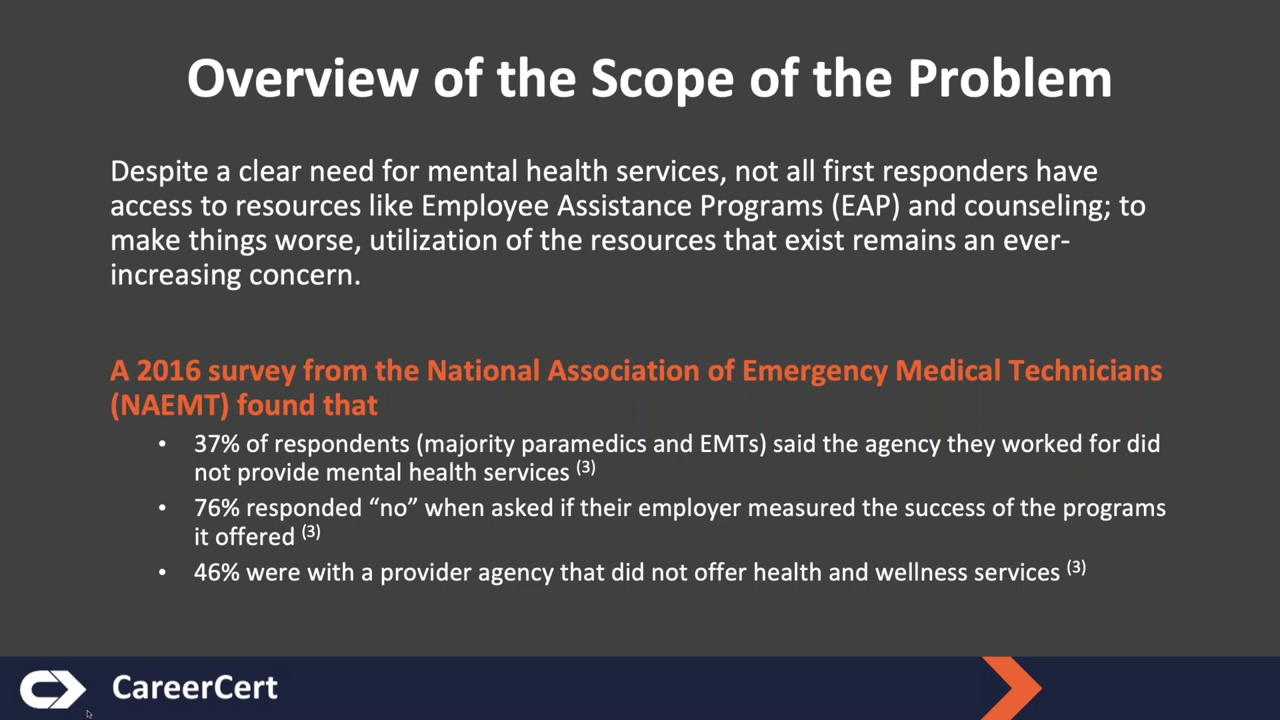 Overview of the Scope of the Problem
Despite a clear need for mental health services, not all first responders have
access to resources like Employee Assistance Programs (EAP) and counseling; to
make things worse, utilization of the resources that exist remains an ever-
increasing concern.
A 2016 survey from the National Association of Emergency Medical Technicians
(NAEMT) found that
• 37% of respondents (majority paramedics and EMTs) said the agency they worked for did
not provide mental health services (3)
• 76% responded “no” when asked if their employer measured the success of the programs
it offered (3)
• 46% were with a provider agency that did not offer health and wellness services (3)
CareerCert